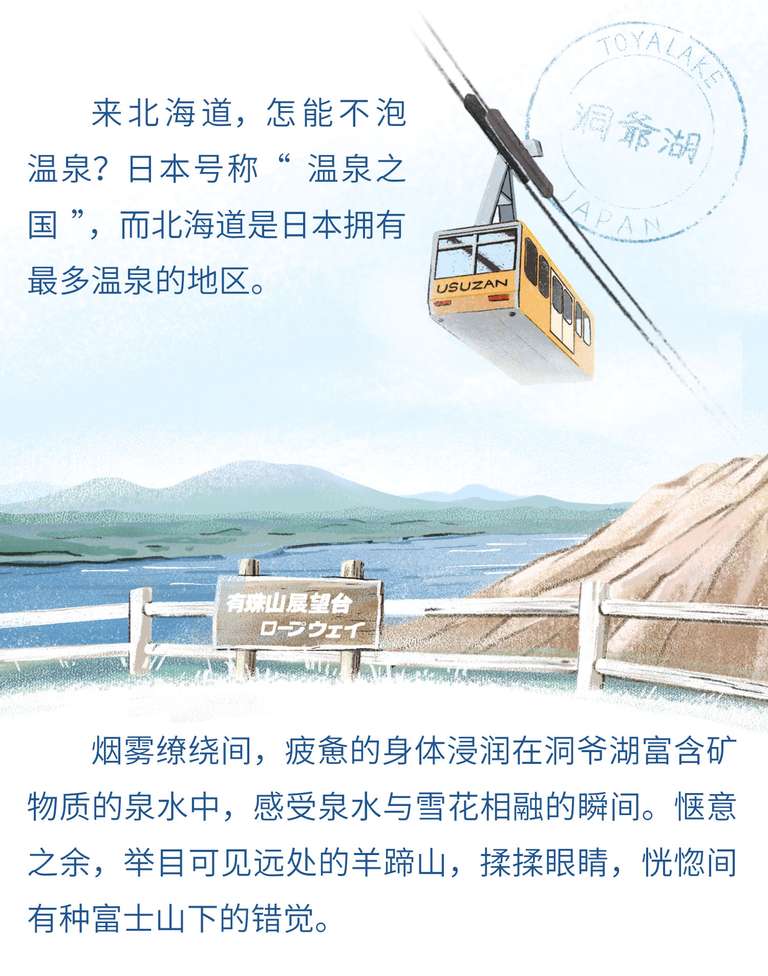 TOYALAKE
洞爷湖
JAPAN
来北海道，怎能不泡
温泉？日本号称“温泉之
国”，而北海道是日本拥有
最多温泉的地区。
USUZAN
有珠山展望台
ロージウェイ
烟雾缭绕间，疲惫的身体浸润在洞爷湖富含矿
物质的泉水中，感受泉水与雪花相融的瞬间。惬意
之余，举目可见远处的羊蹄山，揉揉眼睛，恍惚间
有种富士山下的错觉。